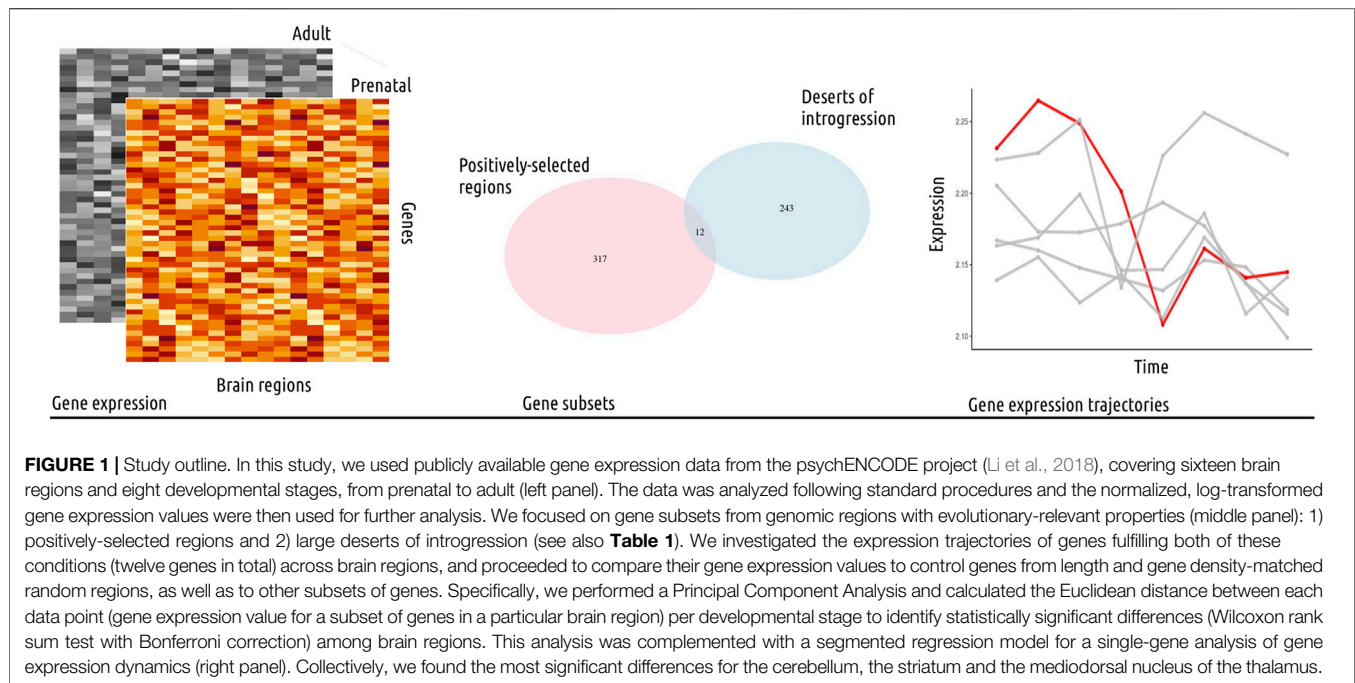 Adult
Prenatal
Genes
Brain regions
Gene expression
Positively-selected
regions
Deserts of
introgression
317
12
243
Gene subsets
Expression
2.25
2.20
2.15
2.10
Time
Gene expression trajectories
FIGURE 1 | Study outline. In this study, we used publicly available gene expression data from the psychENCODE project (Li et al., 2018), covering sixteen brain
regions and eight developmental stages, from prenatal to adult (left panel). The data was analyzed following standard procedures and the normalized, log-transformed
gene expression values were then used for further analysis. We focused on gene subsets from genomic regions with evolutionary-relevant properties (middle panel): 1)
positively-selected regions and 2) large deserts of introgression (see also Table 1). We investigated the expression trajectories of genes fulfilling both of these
conditions (twelve genes in total) across brain regions, and proceeded to compare their gene expression values to control genes from length and gene density-matched
random regions, as well as to other subsets of genes. Specifically, we performed a Principal Component Analysis and calculated the Euclidean distance between each
data point (gene expression value for a subset of genes in a particular brain region) per developmental stage to identify statistically significant differences (Wilcoxon rank
sum test with Bonferroni correction) among brain regions. This analysis was complemented with a segmented regression model for a single-gene analysis of gene
expression dynamics (right panel). Collectively, we found the most significant differences for the cerebellum, the striatum and the mediodorsal nucleus of the thalamus.